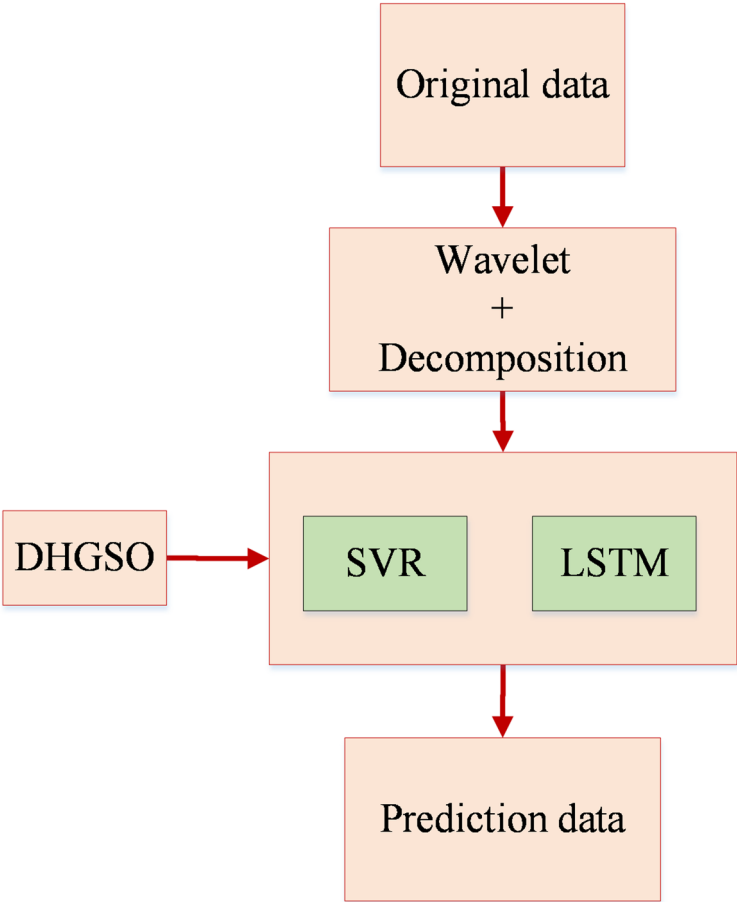 Original data
Wavelet
+
Decomposition
DHGSO
SVR
LSTM
Prediction data